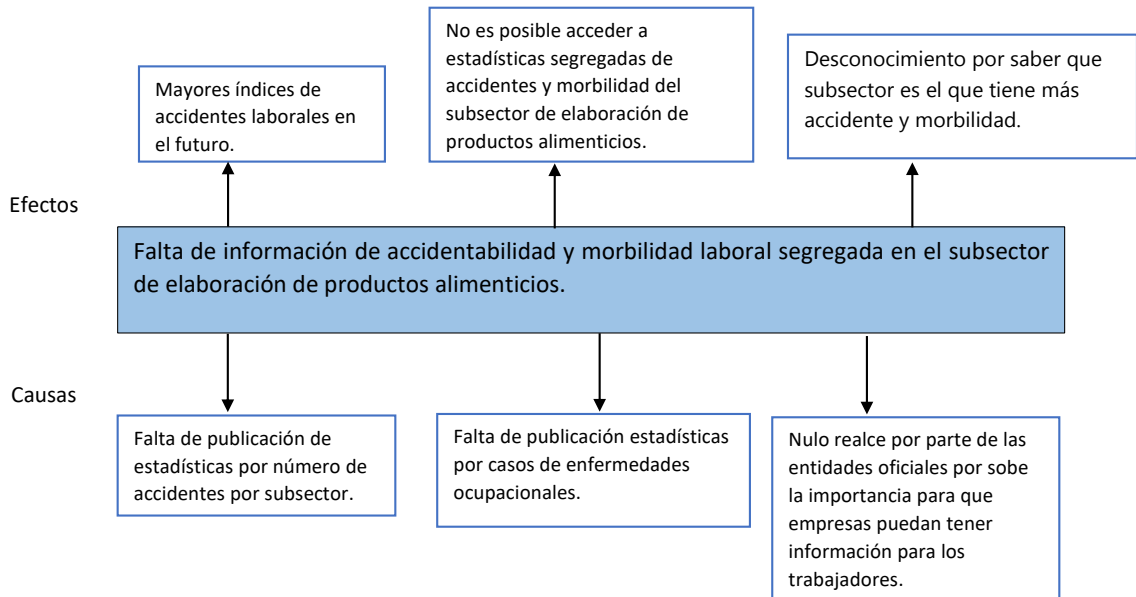 Mayores índices de
accidentes laborales en
el futuro.
No es posible acceder a
estadísticas segregadas de
accidentes y morbilidad del
subsector de elaboración de
productos alimenticios.
Desconocimiento por saber que
subsector es el que tiene más
accidente y morbilidad.
Efectos
Falta de información de accidentabilidad y morbilidad laboral segregada en el subsector
de elaboración de productos alimenticios.
Causas
Falta de publicación de
estadísticas por número de
accidentes por subsector.
Falta de publicación estadísticas
por casos de enfermedades
ocupacionales.
Nulo realce por parte de las
entidades oficiales por sobe
la importancia para que
empresas puedan tener
información para los
trabajadores.